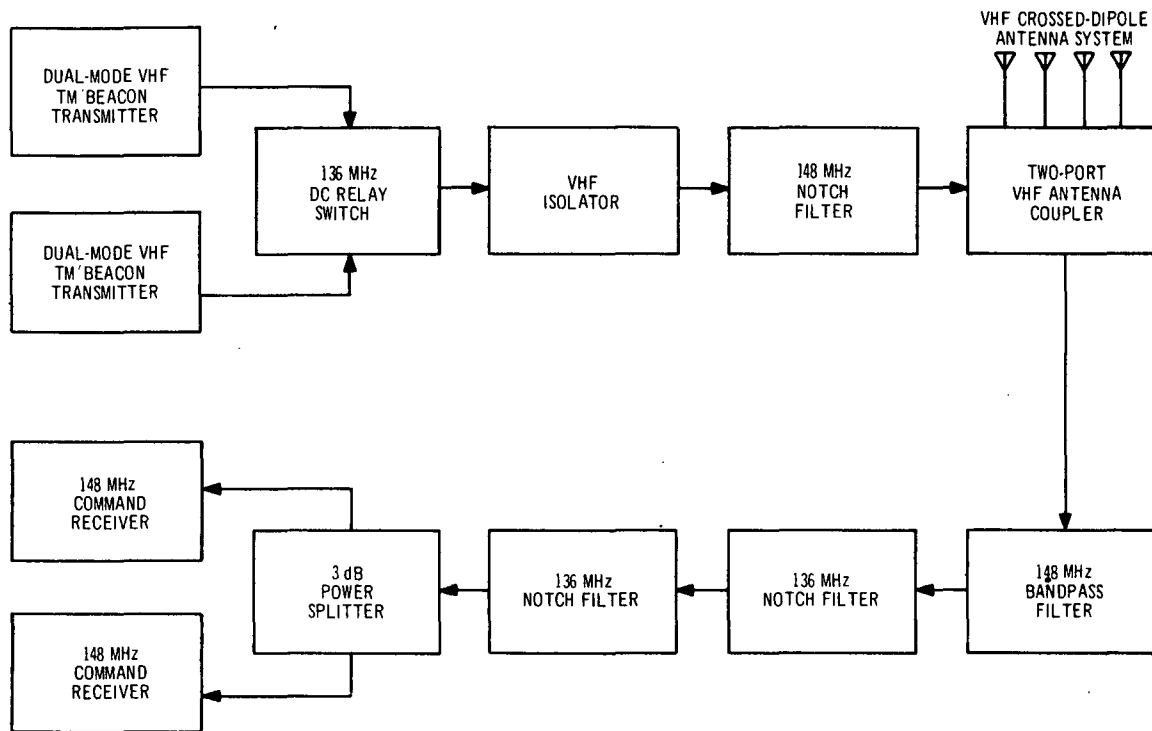 VHF CROSSED-DIPOLE
ANTENNA SYSTEM
DUAL-MODE VHF
TM'BEACON
TRANSMITTER
136 MHz
DC RELAY
SWITCH
VHF
ISOLATOR
148 MHz
NOTCH
FILTER
TWO-PORT
VHF ANTENNA
COUPLER
DUAL-MODE VHF
TM'BEACON
TRANSMITTER
148 MHz
COMMAND
RECEIVER
3 dB
POWER
SPLITTER
136 MHz
NOTCH FILTER
136 MHz
NOTCH FILTER
148 MHz
BANDPASS
FILTER
148 MHz
COMMAND
RECEIVER